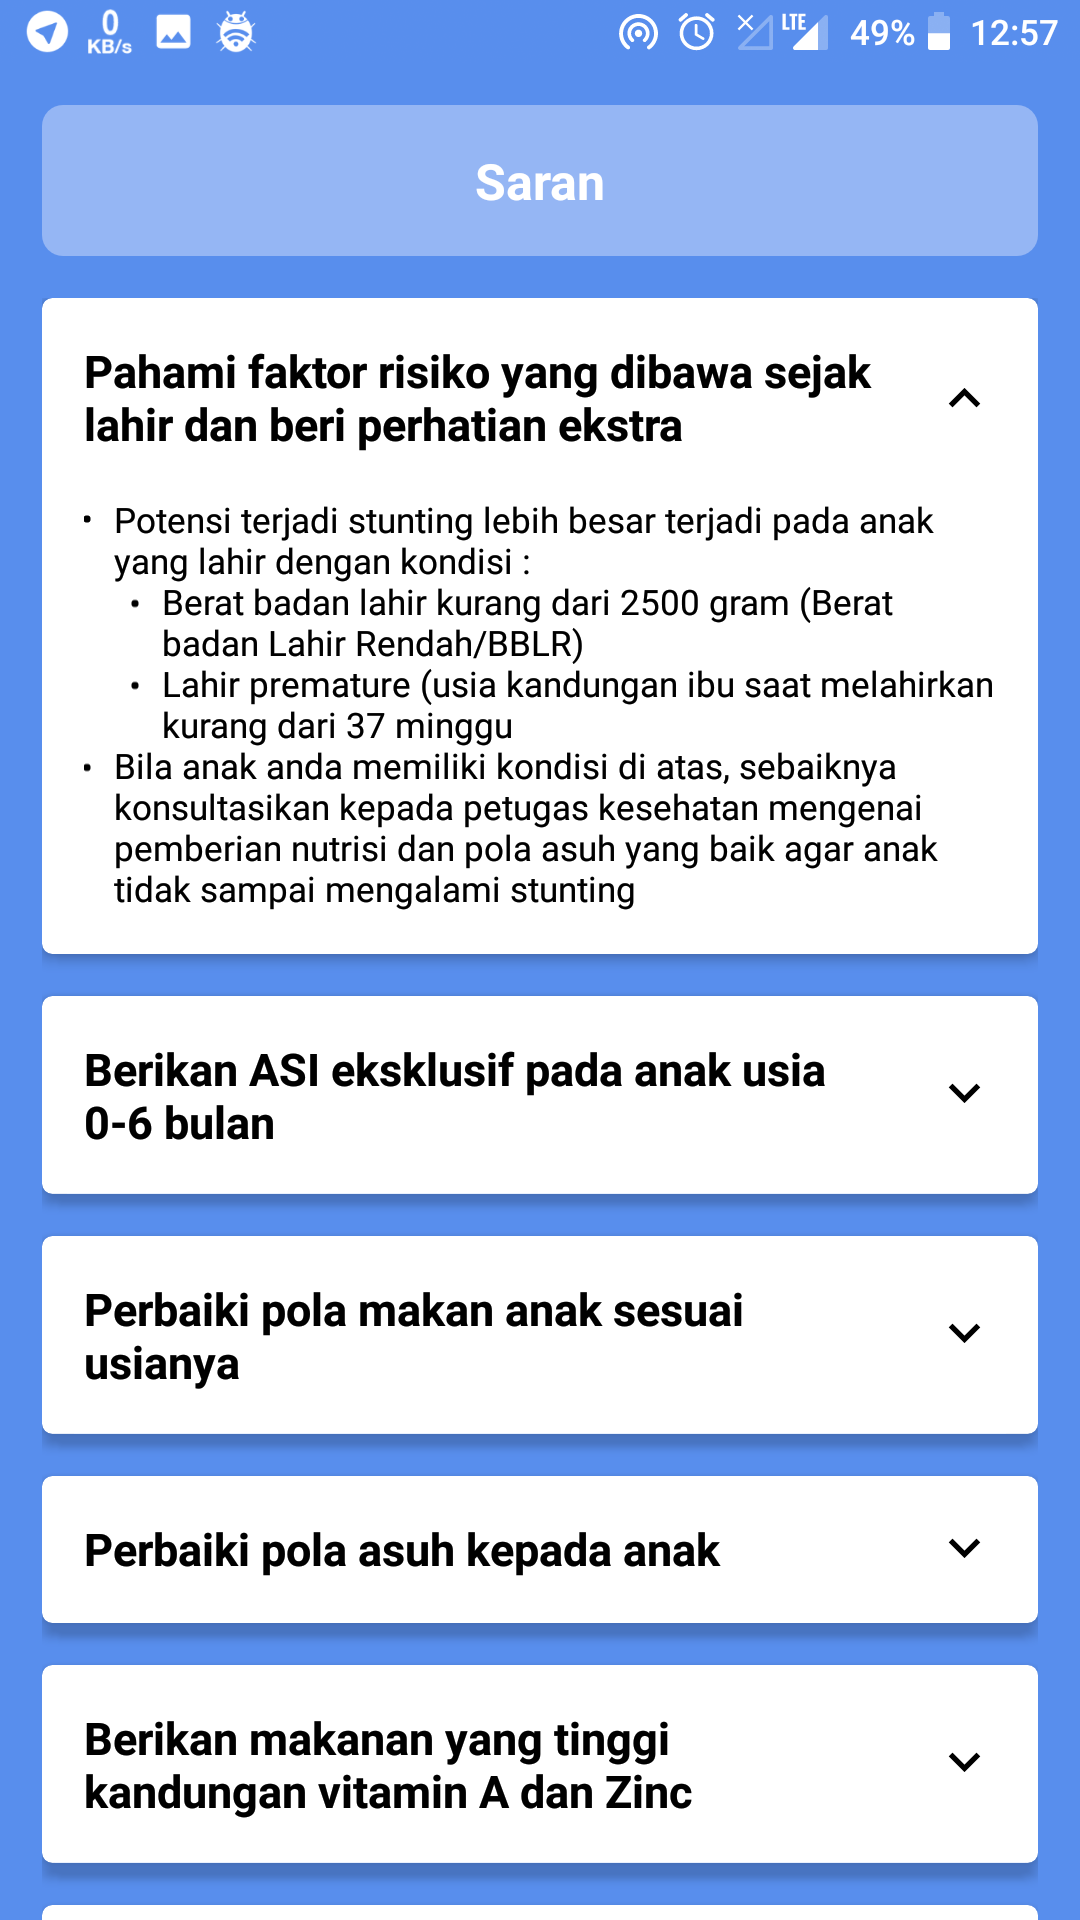 0
KB/s
LTE
49%
12:57
Saran
Pahami faktor risiko yang dibawa sejak
lahir dan beri perhatian ekstra
• Potensi terjadi stunting lebih besar terjadi pada anak
yang lahir dengan kondisi :
• Berat badan lahir kurang dari 2500 gram (Berat
badan Lahir Rendah/BBLR)
• Lahir premature (usia kandungan ibu saat melahirkan
kurang dari 37 minggu
• Bila anak anda memiliki kondisi di atas, sebaiknya
konsultasikan kepada petugas kesehatan mengenai
pemberian nutrisi dan pola asuh yang baik agar anak
tidak sampai mengalami stunting
Berikan ASI eksklusif pada anak usia
0-6 bulan
Perbaiki pola makan anak sesuai
usianya
Perbaiki pola asuh kepada anak
Berikan makanan yang tinggi
kandungan vitamin A dan Zinc